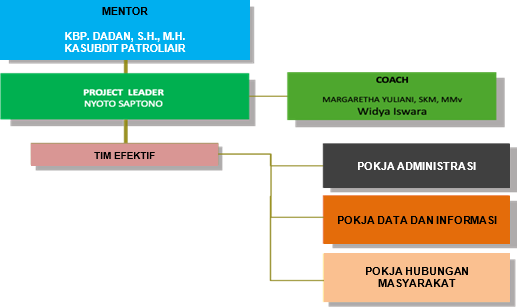 MENTOR
KBP. DADAN, S.H., M.H.
KASUBDIT PATROLIAIR
PROJECT LEADER
NYOTO SAPTONO
COACH
MARGARETHA YULIANI, SKM, MMv
Widya Iswara
TIM EFEKTIF
POKJA ADMINISTRASI
POKJA DATA DAN INFORMASI
POKJA HUBUNGAN
MASYARAKAT